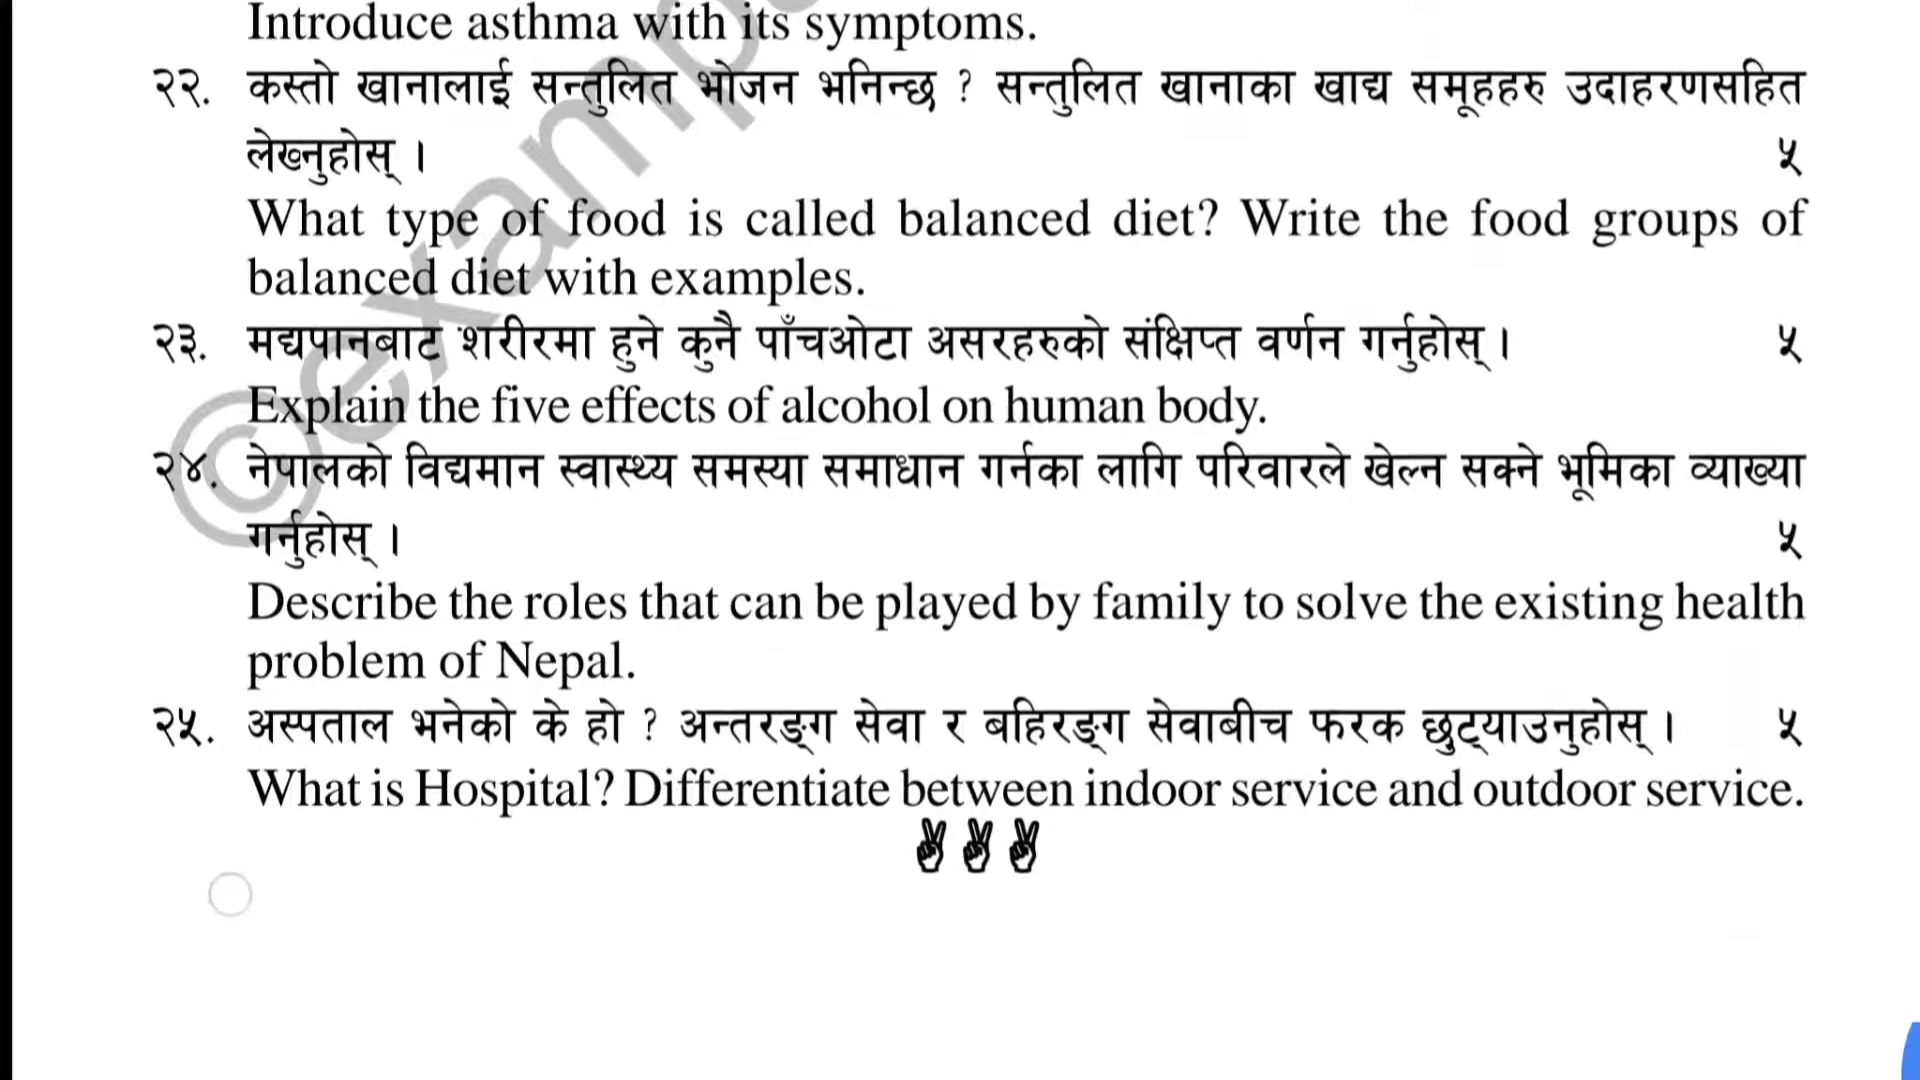 Introduce asthma with its symptoms.
२२. कस्तो खानालाई सन्तुलित भोजन भनिन्छ ? सन्तुलित खानाका खाद्य समूहहरु उदाहरणसहित
लेख्नुहोस् । ५
What type of food is called balanced diet? Write the food groups of
balanced diet with examples.
२३. मद्यपानबाट शरीरमा हुने कुनै पाँचओटा असरहरुको संक्षिप्त वर्णन गर्नुहोस् । ५
Explain the five effects of alcohol on human body.
२४. नेपालको विद्यमान स्वास्थ्य समस्या समाधान गर्नका लागि परिवारले खेल्न सक्ने भूमिका व्याख्या
गर्नुहोस् । ५
Describe the roles that can be played by family to solve the existing health
problem of Nepal.
२५. अस्पताल भनेको के हो ? अन्तरङ्ग सेवा र बहिरङ्ग सेवाबीच फरक छुट्याउनुहोस् । ५
What is Hospital? Differentiate between indoor service and outdoor service.